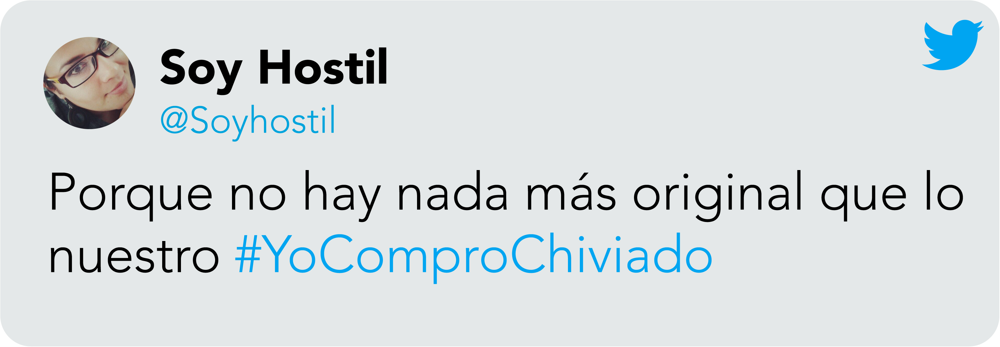 Soy Hostil
@Soyhostil
Porque no hay nada más original que lo
nuestro #YoComproChiviado